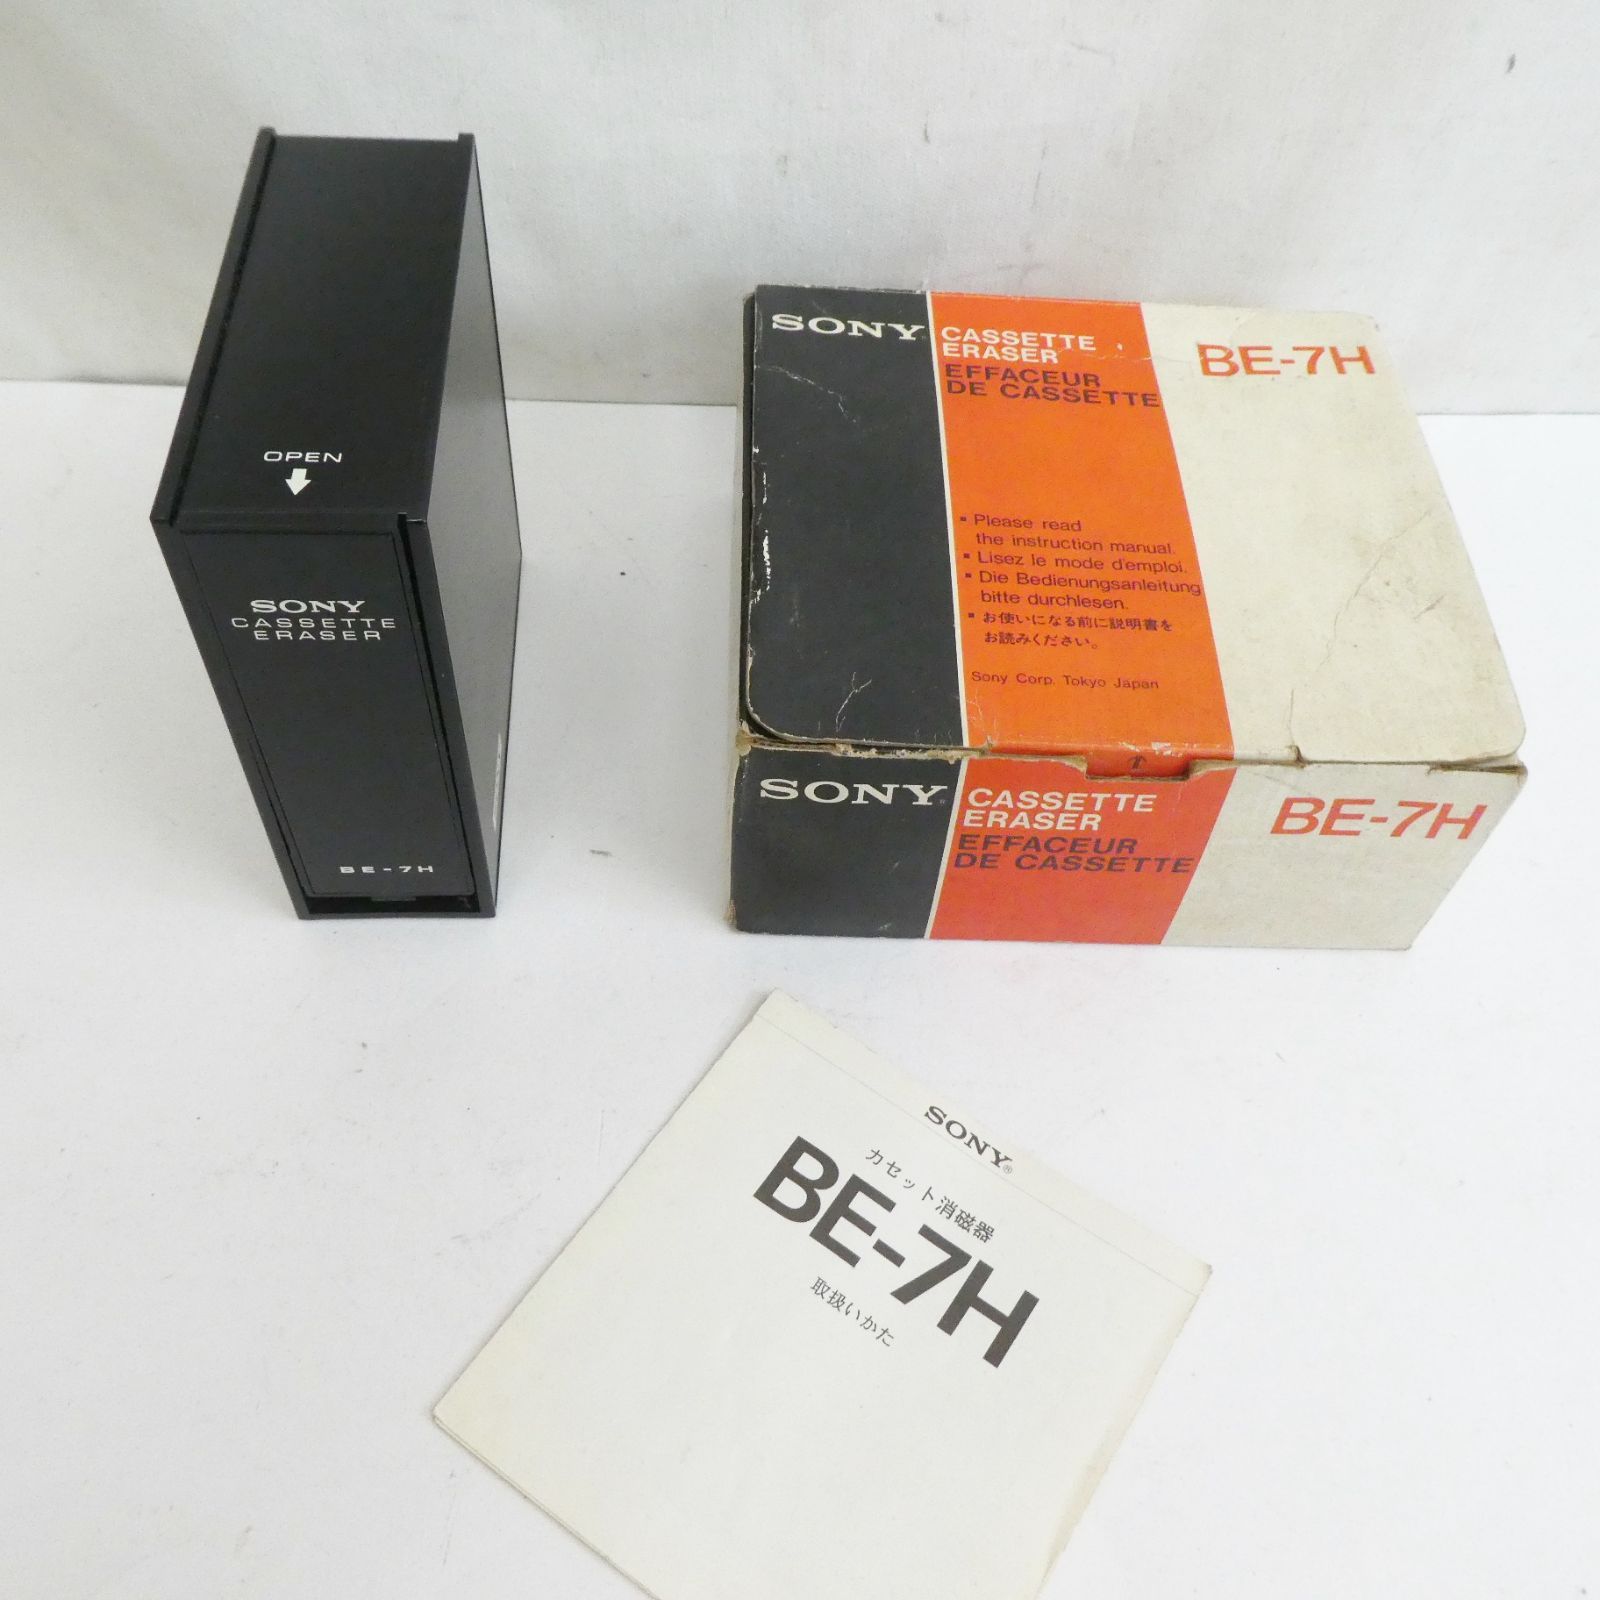 OPEN
SONY
CASSETTE
ERASER
BE-7H
SONY
CASSETTE
ERASER
EFFACEUR
DE CASSETTE
BE-7H
▪ Please read
the instruction manual.
▪ Lisez le mode d'emploi.
▪ Die Bedienungsanleitung
bitte durchlesen.
▪ お使いになる前に説明書を
お読みください。
Sony Corp. Tokyo Japan
SONY®
CASSETTE
ERASER
EFFACEUR
DE CASSETTE
BE-7H
SONY®
カセット消磁器
BE-7H
取扱いかた